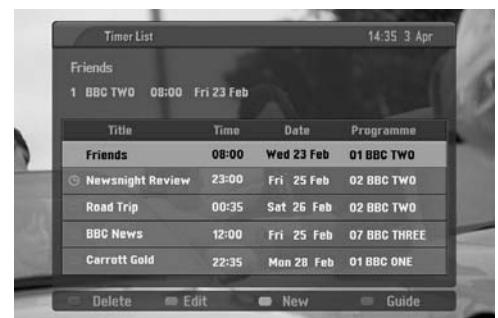 Timer List 14:35 3 Apr
Friends
1 BBC TWO 08:00 Fri 23 Feb
Title Time Date Programme
Friends 08:00 Wed 23 Feb 01 BBC TWO
Newsnight Review 23:00 Fri 25 Feb 02 BBC TWO
Road Trip 00:35 Sat 26 Feb 02 BBC TWO
BBC News 12:00 Fri 25 Feb 07 BBC THREE
Carrott Gold 22:35 Mon 28 Feb 01 BBC ONE
Delete Edit New Guide